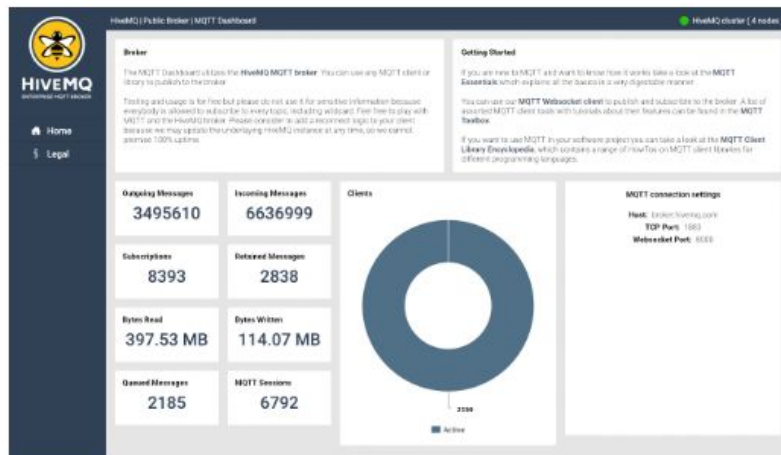 HiveMQ | Public Broker | MQTT Dashboard
HiveMQ cluster ( 4 nodes
HIVEMQ
ENTERPRISE MQTT BROKER
Home
§ Legal
Broker
The MQTT Dashboard utilizes the HiveMQ MQTT broker. You can use any MQTT client or
library to publish to the broker.
Testing and usage is for free but please do not use it for sensitive information because
everybody is allowed to subscribe to every topic, including wildcard. Feel free to play with
MQTT and the HiveMQ broker. Please consider to add a reconnect logic to your client
because we may update the underlaying HiveMQ instance at any time, so we cannot
promise 100% uptime.
Getting Started
If you are new to MQTT and want to know how it works take a look at the MQTT
Essentials which explains all the basics in a very digestable manner.
You can use our MQTT Websocket client to publish and subscribe to the broker. A list of
assorted MQTT client tools with tutorials about their features can be found in the MQTT
Toolbox.
If you want to use MQTT in your software project you can take a look at the MQTT Client
Library Encyclopedia, which contains a range of HowTos on MQTT client libraries for
different programming languages.
Outgoing Messages
3495610
Incoming Messages
6636999
Subscriptions
8393
Retained Messages
2838
Bytes Read
397.53 MB
Bytes Written
114.07 MB
Queued Messages
2185
MQTT Sessions
6792
Clients
Active
MQTT connection settings
Host: broker.hivemq.com
TCP Port: 1883
Websocket Port: 8000